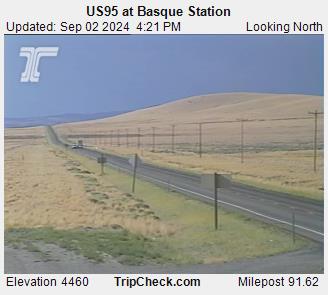 US95 at Basque Station
Updated: Sep 02 2024 4:21 PM Looking North
Elevation 4460 TripCheck.com Milepost 91.62